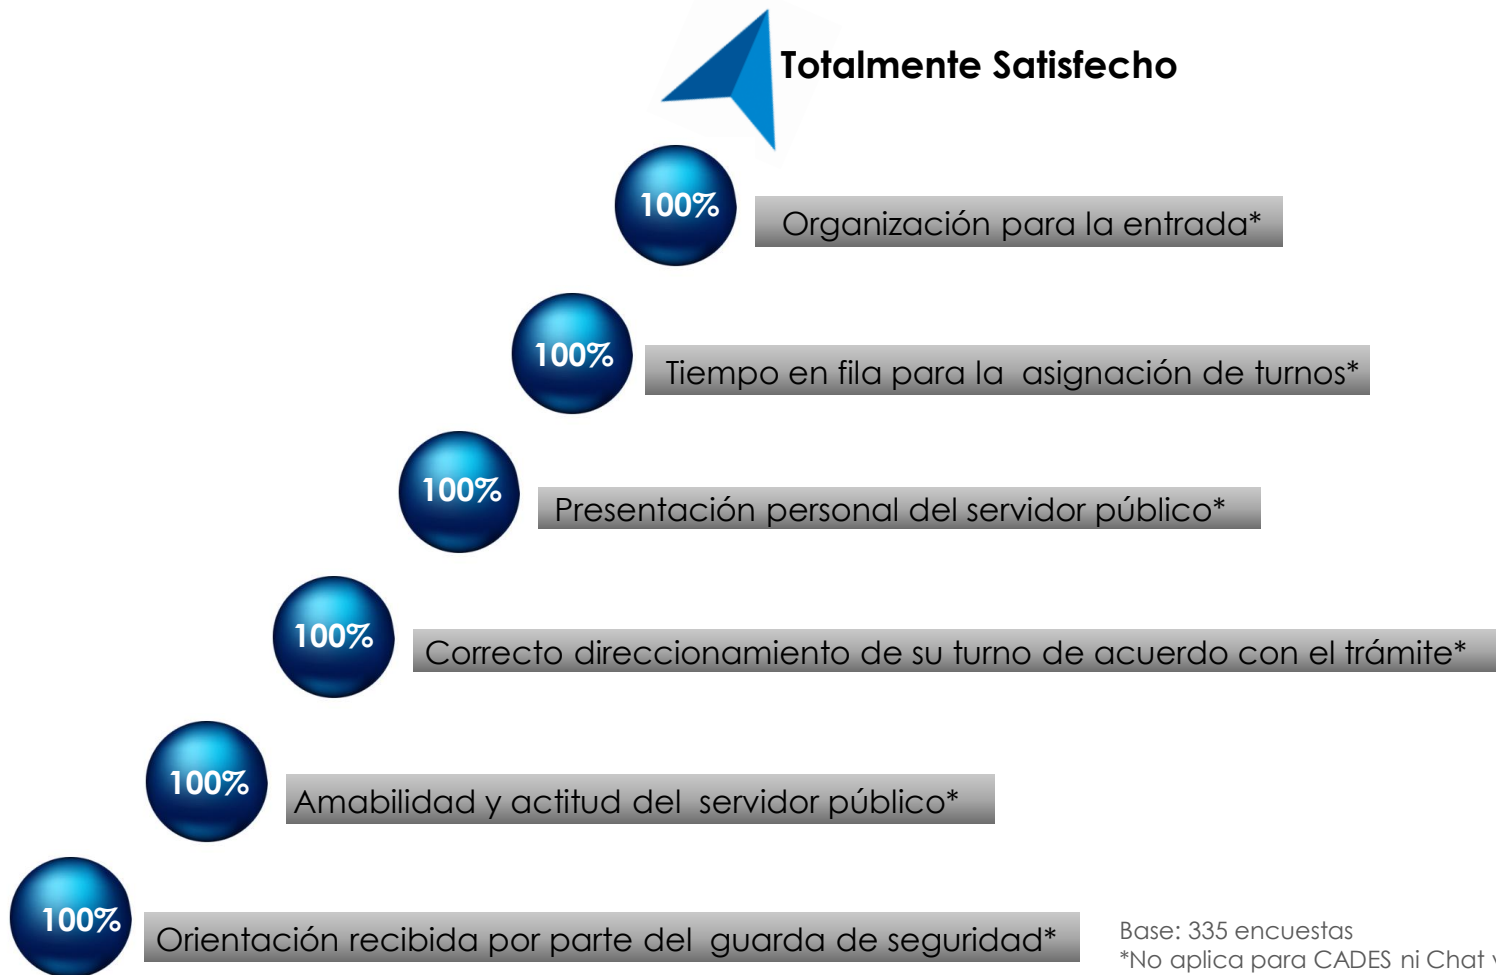 Totalmente Satisfecho
100%
Organización para la entrada*
100%
Tiempo en fila para la asignación de turnos*
100%
Presentación personal del servidor público*
100%
Correcto direccionamiento de su turno de acuerdo con el trámite*
100%
Amabilidad y actitud del servidor público*
100%
Orientación recibida por parte del guarda de seguridad*
Base: 335 encuestas
*No aplica para CADES ni Chat